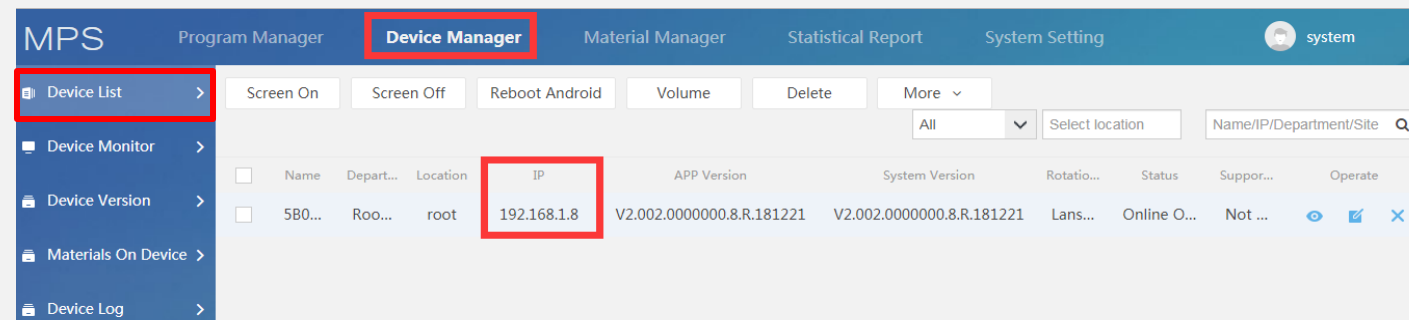 MPS Program Manager Device Manager Material Manager Statistical Report System Setting system
Device List
Device Monitor
Device Version
Materials On Device
Device Log
Screen On Screen Off Reboot Android Volume Delete More
All Select location Name/IP/Department/Site
Name Depart... Location IP APP Version System Version Rotatio... Status Suppor... Operate
5B0... Roo... root 192.168.1.8 V2.002.0000000.8.R.181221 V2.002.0000000.8.R.181221 Lans... Online O... Not ...